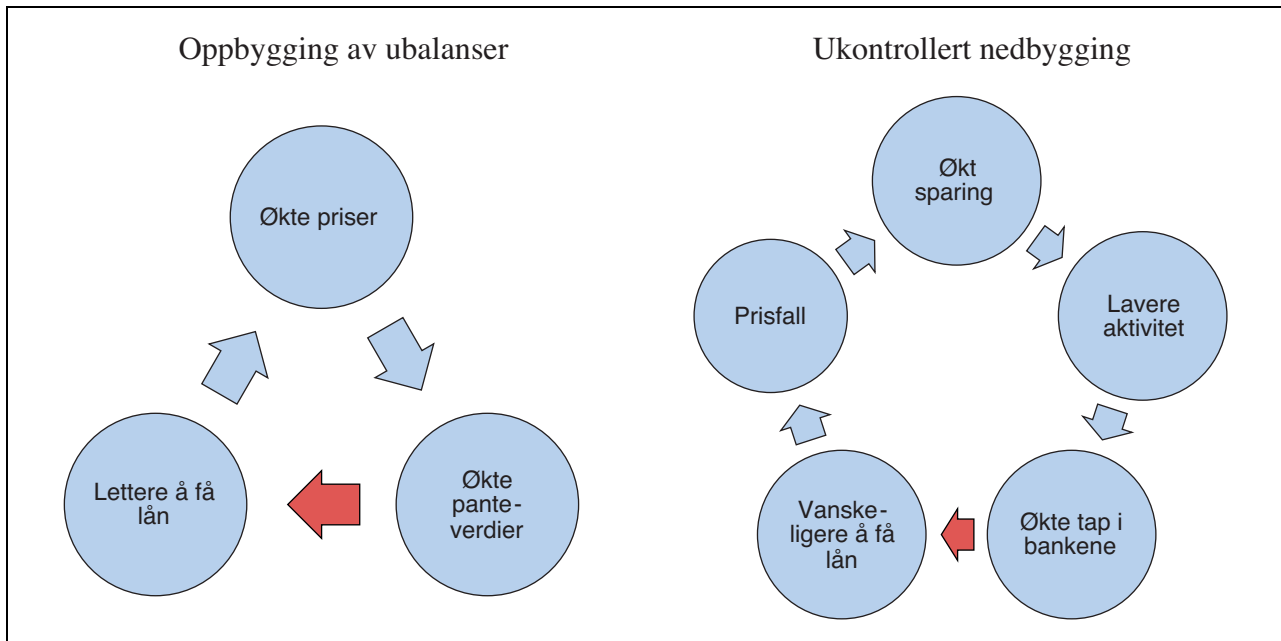 Oppbygging av ubalanser
Økte priser
Økte
pante-
verdier
Lettere å få
lån
Ukontrollert nedbygging
Økt
sparing
Lavere
aktivitet
Økte tap i
bankene
Vanske-
ligere å få
lån
Prisfall